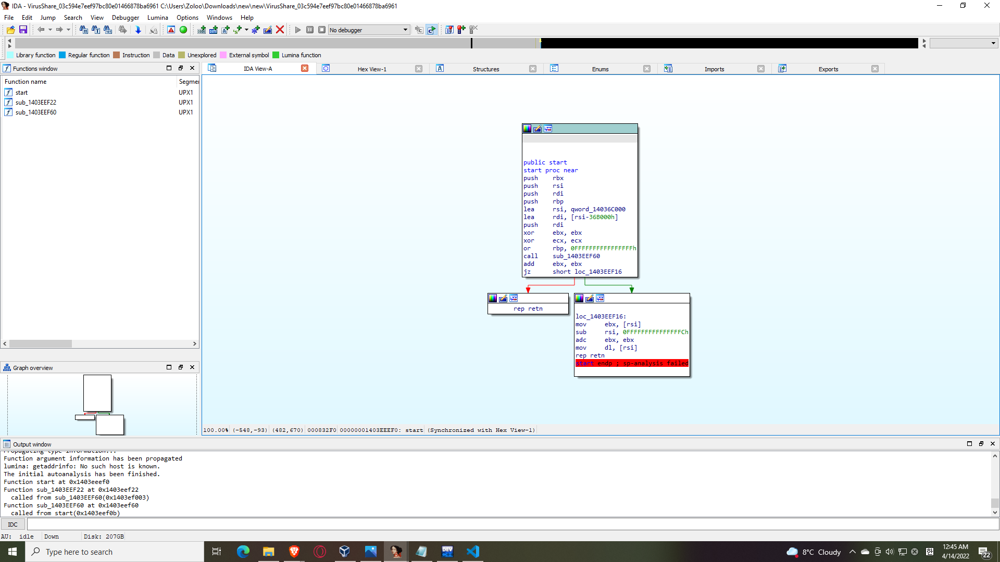 IDA - VirusShare_03c594e7eef97bc80e01466878ba6961 C:\Users\Zoloo\Downloads\new\new\VirusShare_03c594e7eef97bc80e01466878ba6961
File Edit Jump Search View Debugger Lumina Options Windows Help
No debugger
Library function Regular function Instruction Data Unexplored External symbol Lumina function
Functions window
IDA View-A Hex View-1 Structures Enums Imports Exports
Function name Segmer
start UPX1
sub_1403EEF22 UPX1
sub_1403EEF60 UPX1
public start
start proc near
push rbx
push rsi
push rdi
push rbp
lea rsi, qword_14036C000
lea rdi, [rsi-36B000h]
push rdi
xor ebx, ebx
xor ecx, ecx
or rbp, 0FFFFFFFFFFFFFFFFh
call sub_1403EEF60
add ebx, ebx
jz short loc_1403EEF16
rep retn
loc_1403EEF16:
mov ebx, [rsi]
sub rsi, 0FFFFFFFFFFFFFFFCh
adc ebx, ebx
mov dl, [rsi]
rep retn
start endp ; sp-analysis failed
Graph overview
100.00% (-548,-93) (482,670) 000832F0 00000001403EEEF0: start (Synchronized with Hex View-1)
Output window
Propagating type information...
Function argument information has been propagated
lumina: getaddrinfo: No such host is known.
The initial autoanalysis has been finished.
Function start at 0x1403eeef0
Function sub_1403EEF22 at 0x1403eef22
called from sub_1403EEF60(0x1403ef003)
Function sub_1403EEF60 at 0x1403eef60
called from start(0x1403eef0b)
IDC
AU: idle Down Disk: 207GB
Type here to search
DEV
8°C Cloudy
한
12:45 AM
4/14/2022
22